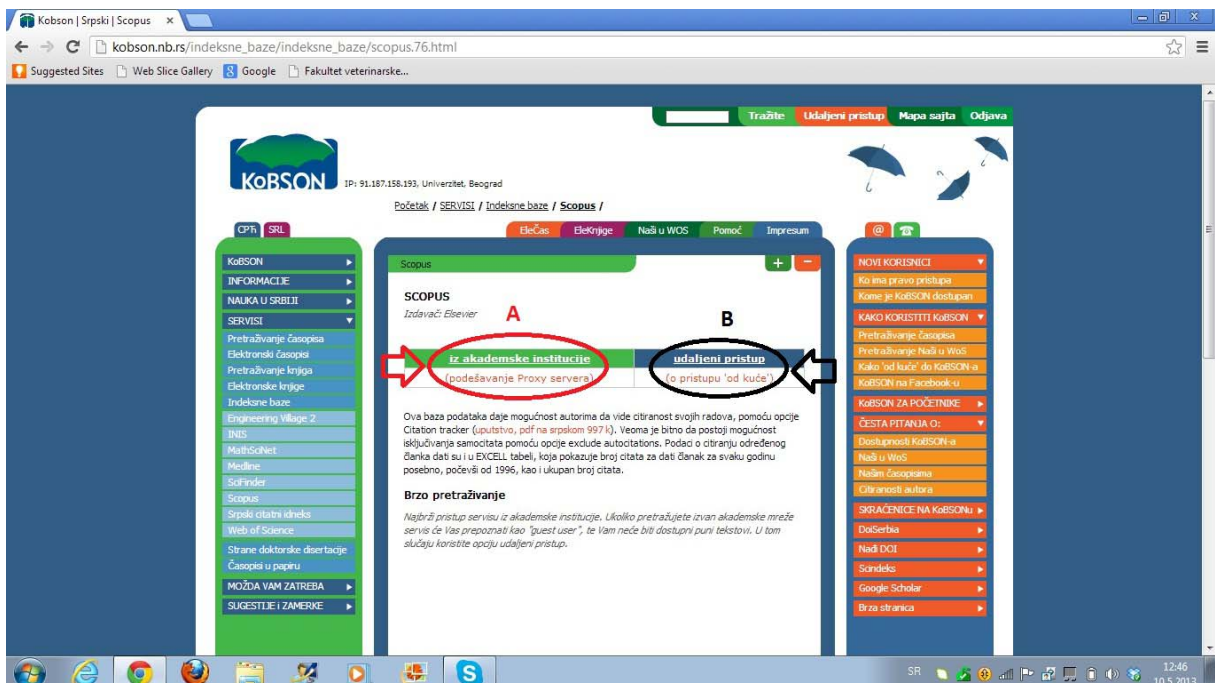 Kobson | Srpski | Scopus
kobson.nb.rs/indeksne_baze/indeksne_baze/scopus.76.html
Suggested Sites Web Slice Gallery Google Fakultet veterinarske...
Tražite Udaljeni pristup Mapa sajta Odjava
KoBSON
IP: 91.187.158.193, Univerzitet, Beograd
Početak / SERVISI / Indeksne baze / Scopus /
СРП SRL
EleČas EleKnjige Naši u WOS Pomoć Impresum
@
KoBSON
INFORMACIJE
NAUKA U SRBIJI
SERVISI
Pretraživanje časopisa
Elektronski časopisi
Pretraživanje knjiga
Elektronske knjige
Indeksne baze
Engineering Village 2
INIS
MathSciNet
Medline
SciFinder
Scopus
Srpski citatni idneks
Web of Science
Strane doktorske disertacije
Časopisi u papiru
MOŽDA VAM ZATREBA
SUGESTIJE i ZAMERKE
Scopus
+ −
SCOPUS
Izdavač: Elsevier
A
B
iz akademske institucije
udaljeni pristup
(podešavanje Proxy servera)
(o pristupu 'od kuće')
Ova baza podataka daje mogućnost autorima da vide citiranost svojih radova, pomoću opcije
Citation tracker (uputstvo, pdf na srpskom 997 k). Veoma je bitno da postoji mogućnost
isključivanja samocitata pomoću opcije exclude autocitations. Podaci o citiranju određenog
članka dati su i u EXCELL tabeli, koja pokazuje broj citata za dati članak za svaku godinu
posebno, počevši od 1996, kao i ukupan broj citata.
Brzo pretraživanje
Najbrži pristup servisu iz akademske institucije. Ukoliko pretražujete izvan akademske mreže
servis će Vas prepoznati kao "guest user", te Vam neće biti dostupni puni tekstovi. U tom
slučaju koristite opciju udaljeni pristup.
NOVI KORISNICI
Ko ima pravo pristupa
Kome je KoBSON dostupan
KAKO KORISTITI KoBSON
Pretraživanje časopisa
Pretraživanje Naši u WoS
Kako 'od kuće' do KoBSON-a
KoBSON na Facebook-u
KoBSON ZA POČETNIKE
ČESTA PITANJA O:
Dostupnosti KoBSON-a
Naši u WoS
Našim časopisima
Citiranosti autora
SKRAĆENICE NA KoBSONu
DoiSerbia
Nađi DOI
Scindeks
Google Scholar
Brza stranica
SR
12:46
10.5.2013